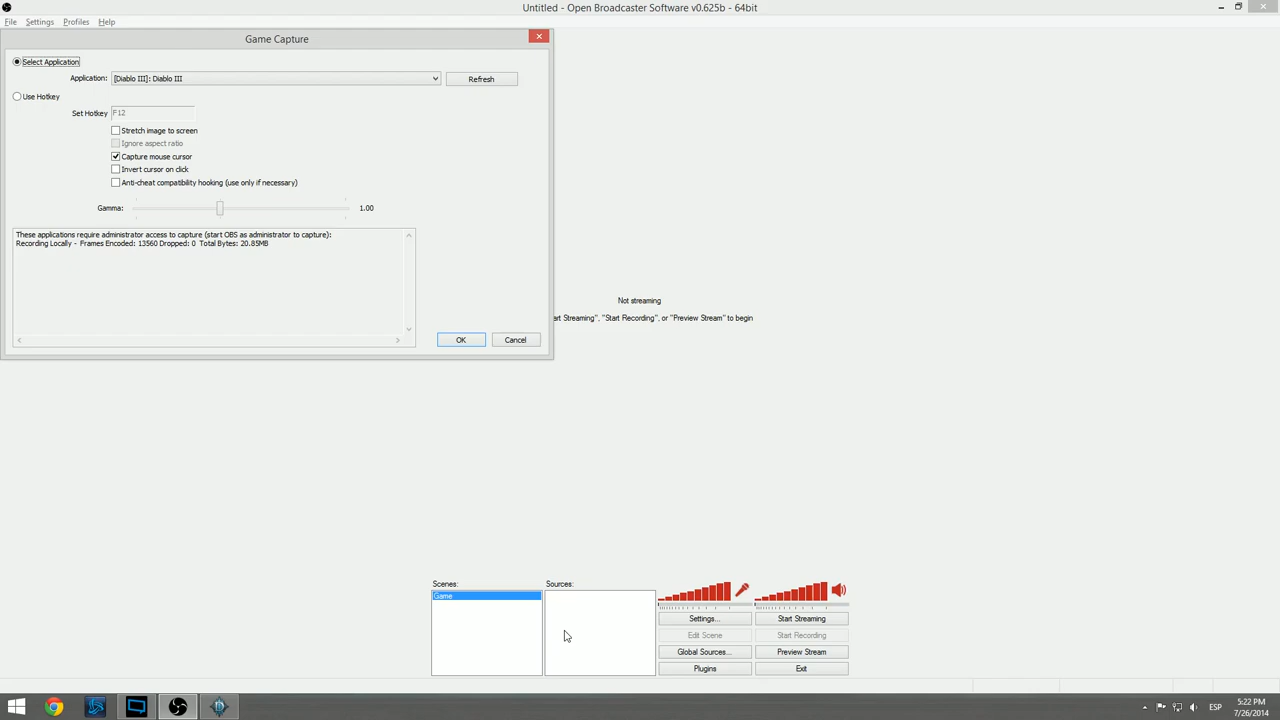 Untitled - Open Broadcaster Software v0.625b - 64bit
File Settings Profiles Help
Game Capture
Select Application
Application: [Diablo III]: Diablo III Refresh
Use Hotkey
Set Hotkey F12
Stretch image to screen
Ignore aspect ratio
Capture mouse cursor
Invert cursor on click
Anti-cheat compatibility hooking (use only if necessary)
Gamma: 1.00
These applications require administrator access to capture (start OBS as administrator to capture):
Recording Locally - Frames Encoded: 13560 Dropped: 0 Total Bytes: 20.85MB
OK Cancel
Not streaming
art Streaming", "Start Recording", or "Preview Stream" to begin
Scenes: Sources:
Game
Settings... Start Streaming
Edit Scene Start Recording
Global Sources... Preview Stream
Plugins Exit
ESP
5:22 PM
7/26/2014